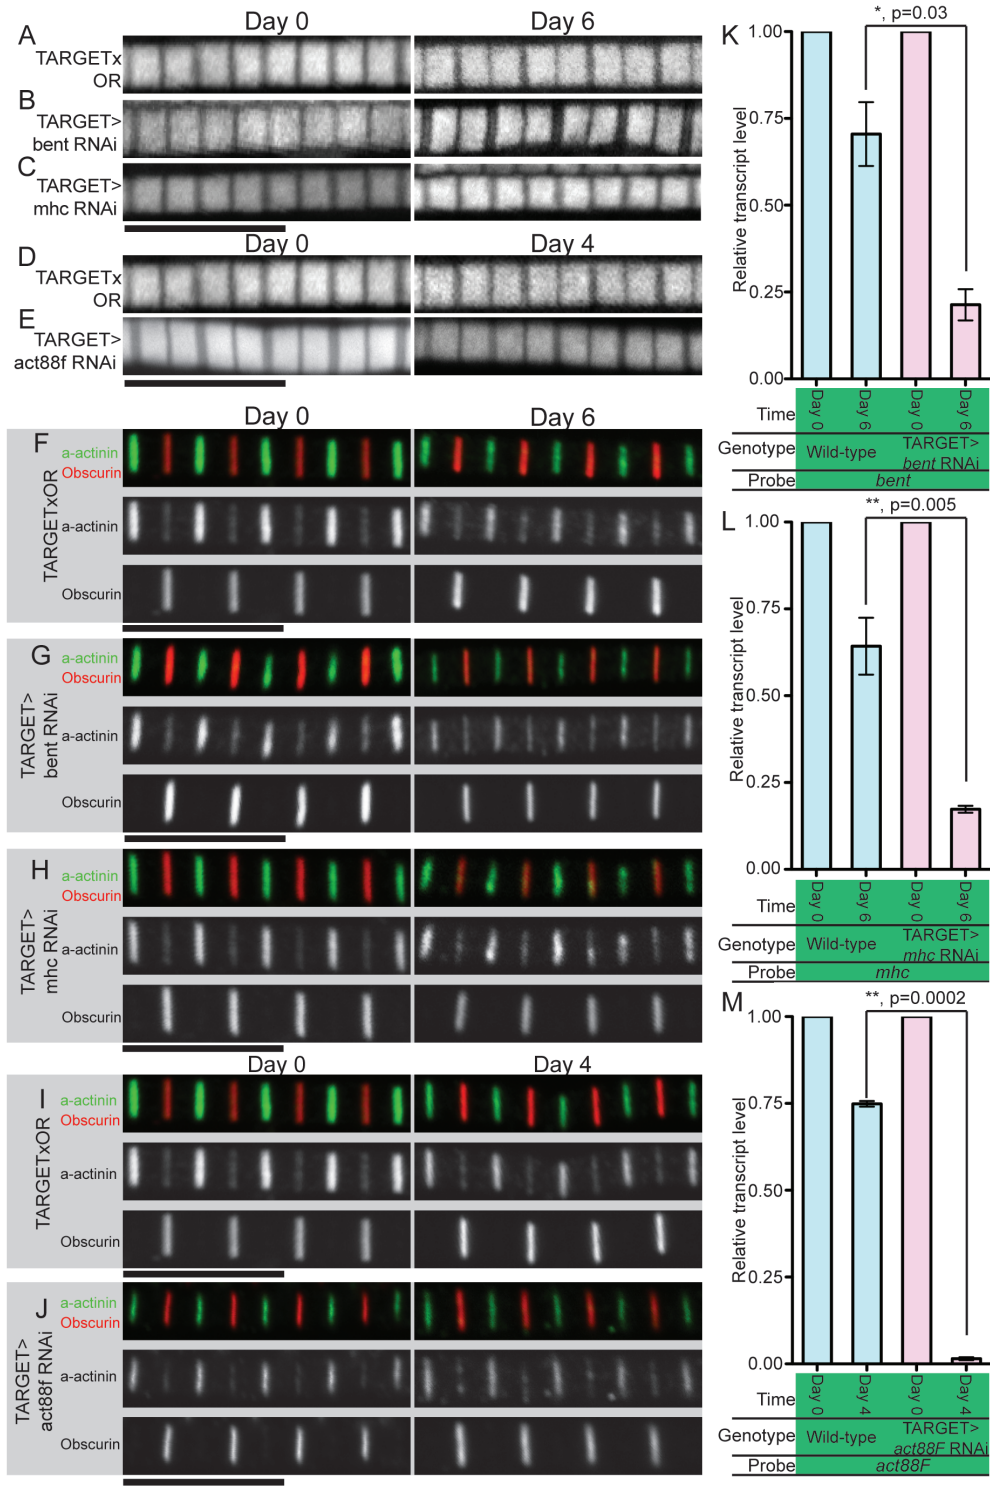 Day 0
Day 6
A
TARGETx
OR
B
TARGET>
bent RNAi
C
TARGET>
mhc RNAi
Day 0
Day 4
D
TARGETx
OR
E
TARGET>
act88f RNAi
Day 0
Day 6
F
TARGETxOR
a-actinin
Obscurin
a-actinin
Obscurin
G
TARGET>
bent RNAi
a-actinin
Obscurin
a-actinin
Obscurin
H
TARGET>
mhc RNAi
a-actinin
Obscurin
a-actinin
Obscurin
Day 0
Day 4
I
TARGETxOR
a-actinin
Obscurin
a-actinin
Obscurin
J
TARGET>
act88f RNAi
a-actinin
Obscurin
a-actinin
Obscurin
K
*, p=0.03
Relative transcript level
1.00
0.75
0.50
0.25
0.00
Time
Day 0
Day 6
Day 0
Day 6
Genotype
Wild-type
TARGET>
bent RNAi
Probe
bent
L
**, p=0.005
Relative transcript level
1.00
0.75
0.50
0.25
0.00
Time
Day 0
Day 6
Day 0
Day 6
Genotype
Wild-type
TARGET>
mhc RNAi
Probe
mhc
M
**, p=0.0002
Relative transcript level
1.00
0.75
0.50
0.25
0.00
Time
Day 0
Day 4
Day 0
Day 4
Genotype
Wild-type
TARGET>
act88F RNAi
Probe
act88F